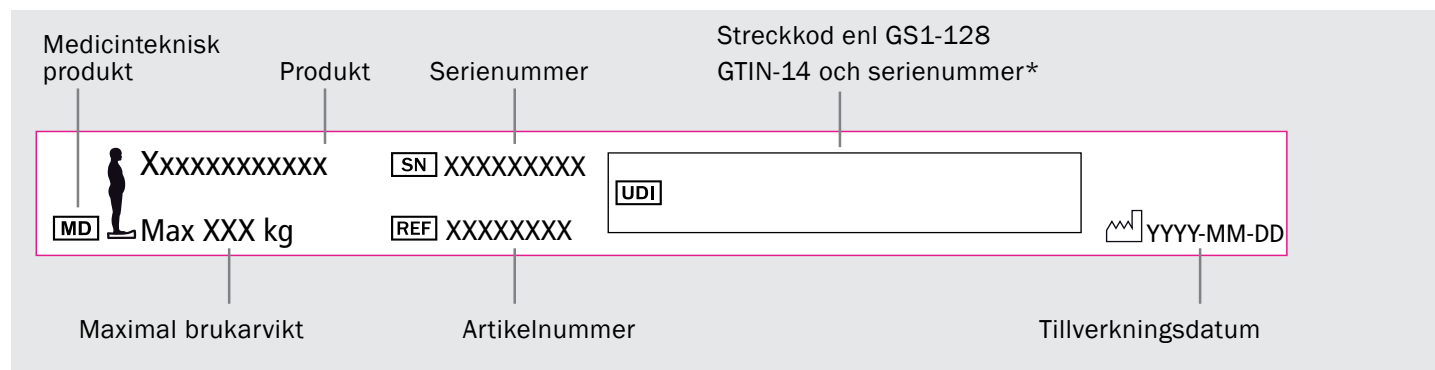 Medicinteknisk
produkt
Produkt
Serienummer
Streckkod enl GS1-128
GTIN-14 och serienummer*
Xxxxxxxxxxxx
SN XXXXXXXXX
UDI
MD
Max XXX kg
REF XXXXXXXX
YYYY-MM-DD
Maximal brukarvikt
Artikelnummer
Tillverkningsdatum